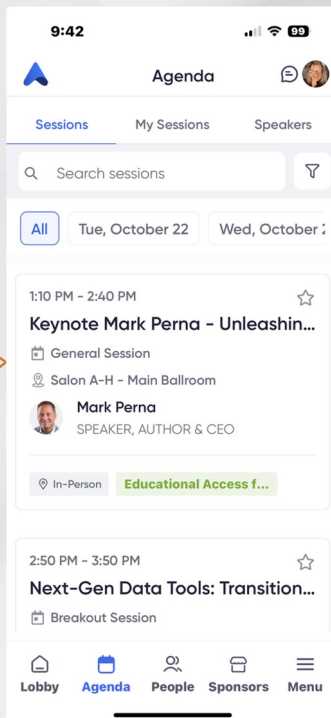 9:42
99
Agenda
Sessions My Sessions Speakers
Search sessions
All Tue, October 22 Wed, October
1:10 PM - 2:40 PM
Keynote Mark Perna - Unleashin...
General Session
Salon A-H - Main Ballroom
Mark Perna
SPEAKER, AUTHOR & CEO
In-Person Educational Access f...
2:50 PM - 3:50 PM
Next-Gen Data Tools: Transition...
Breakout Session
Lobby Agenda People Sponsors Menu